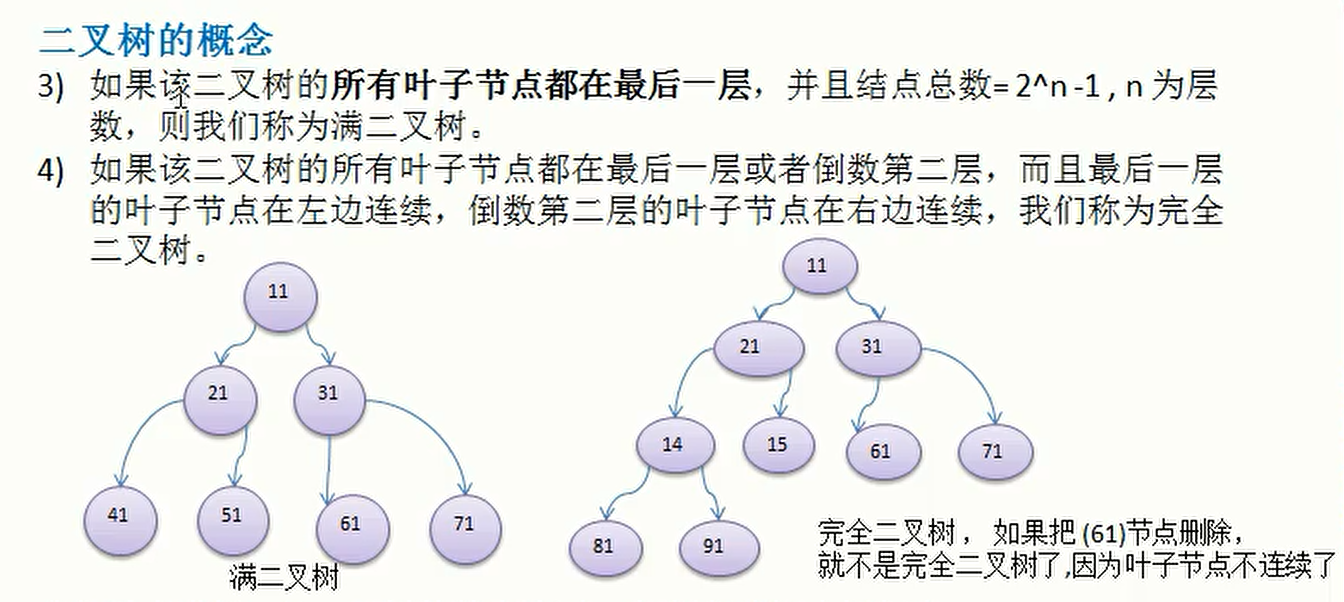 二叉树的概念
3) 如果该二叉树的所有叶子节点都在最后一层，并且结点总数= 2^n -1 , n 为层
数，则我们称为满二叉树。
4) 如果该二叉树的所有叶子节点都在最后一层或者倒数第二层，而且最后一层
的叶子节点在左边连续，倒数第二层的叶子节点在右边连续，我们称为完全
二叉树。
11
21 31
41 51 61 71
满二叉树
11
21 31
14 15 61 71
81 91
完全二叉树， 如果把 (61)节点删除，
就不是完全二叉树了,因为叶子节点不连续了